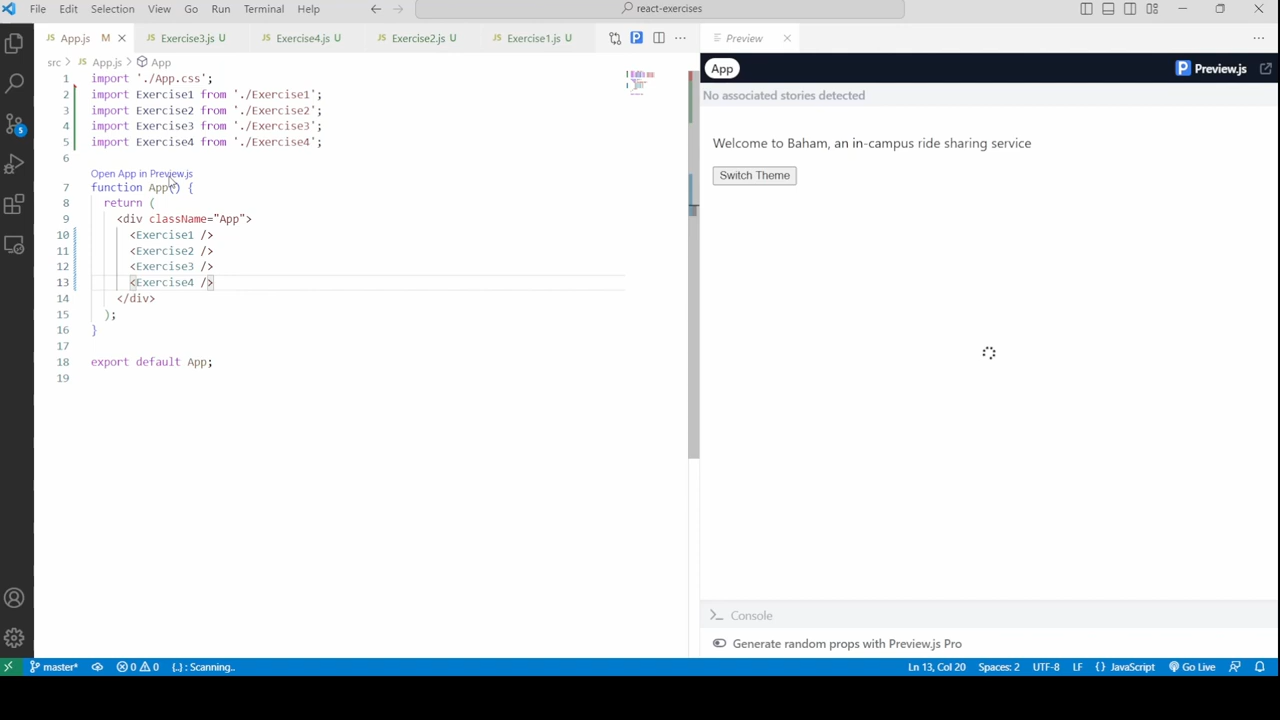 File Edit Selection View Go Run Terminal Help react-exercises
App.js M Exercise3.js U Exercise4.js U Exercise2.js U Exercise1.js U Preview
src > App.js > App
1 import './App.css';
2 import Exercise1 from './Exercise1';
3 import Exercise2 from './Exercise2';
4 import Exercise3 from './Exercise3';
5 import Exercise4 from './Exercise4';
6
Open App in Preview.js
7 function App() {
8 return (
9 <div className="App">
10 <Exercise1 />
11 <Exercise2 />
12 <Exercise3 />
13 <Exercise4 />
14 </div>
15 );
16 }
17
18 export default App;
19
App Preview.js
No associated stories detected
Welcome to Baham, an in-campus ride sharing service
Switch Theme
Console
Generate random props with Preview.js Pro
5
master* 0 0 {..} : Scanning.. Ln 13, Col 20 Spaces: 2 UTF-8 LF {} JavaScript Go Live